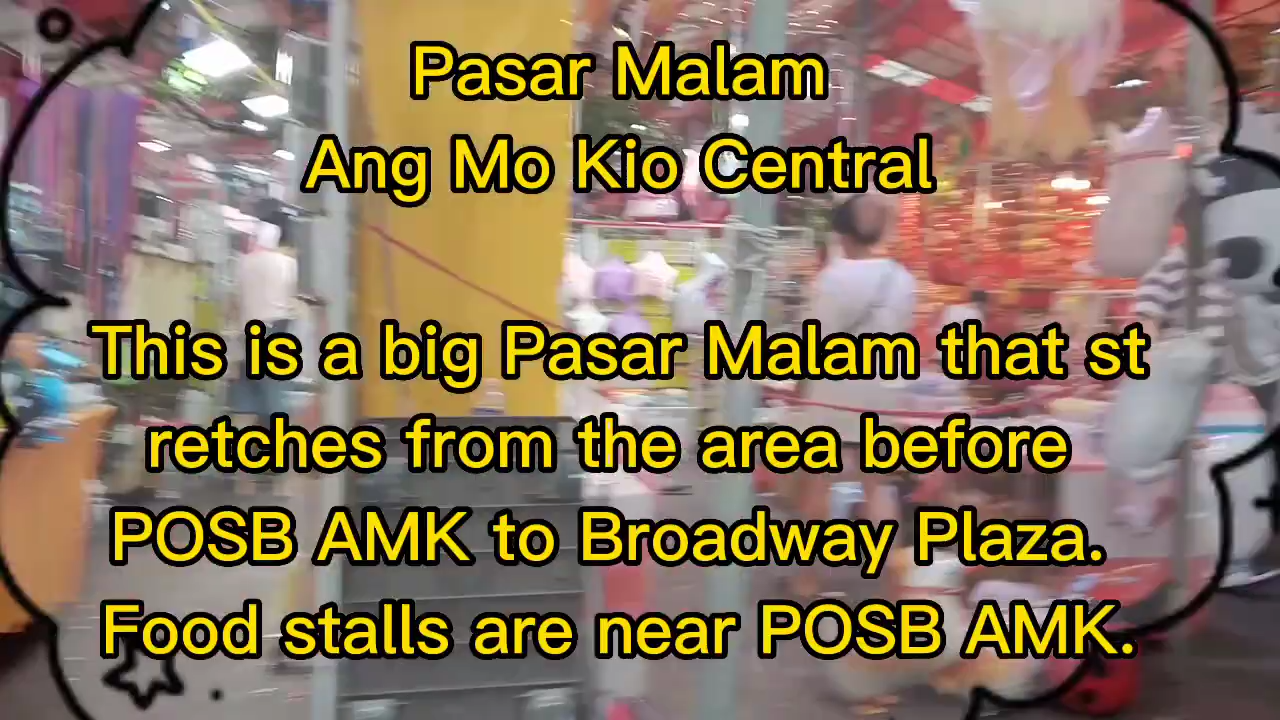 Pasar Malam
Ang Mo Kio Central
This is a big Pasar Malam that st
retches from the area before
POSB AMK to Broadway Plaza.
Food stalls are near POSB AMK.